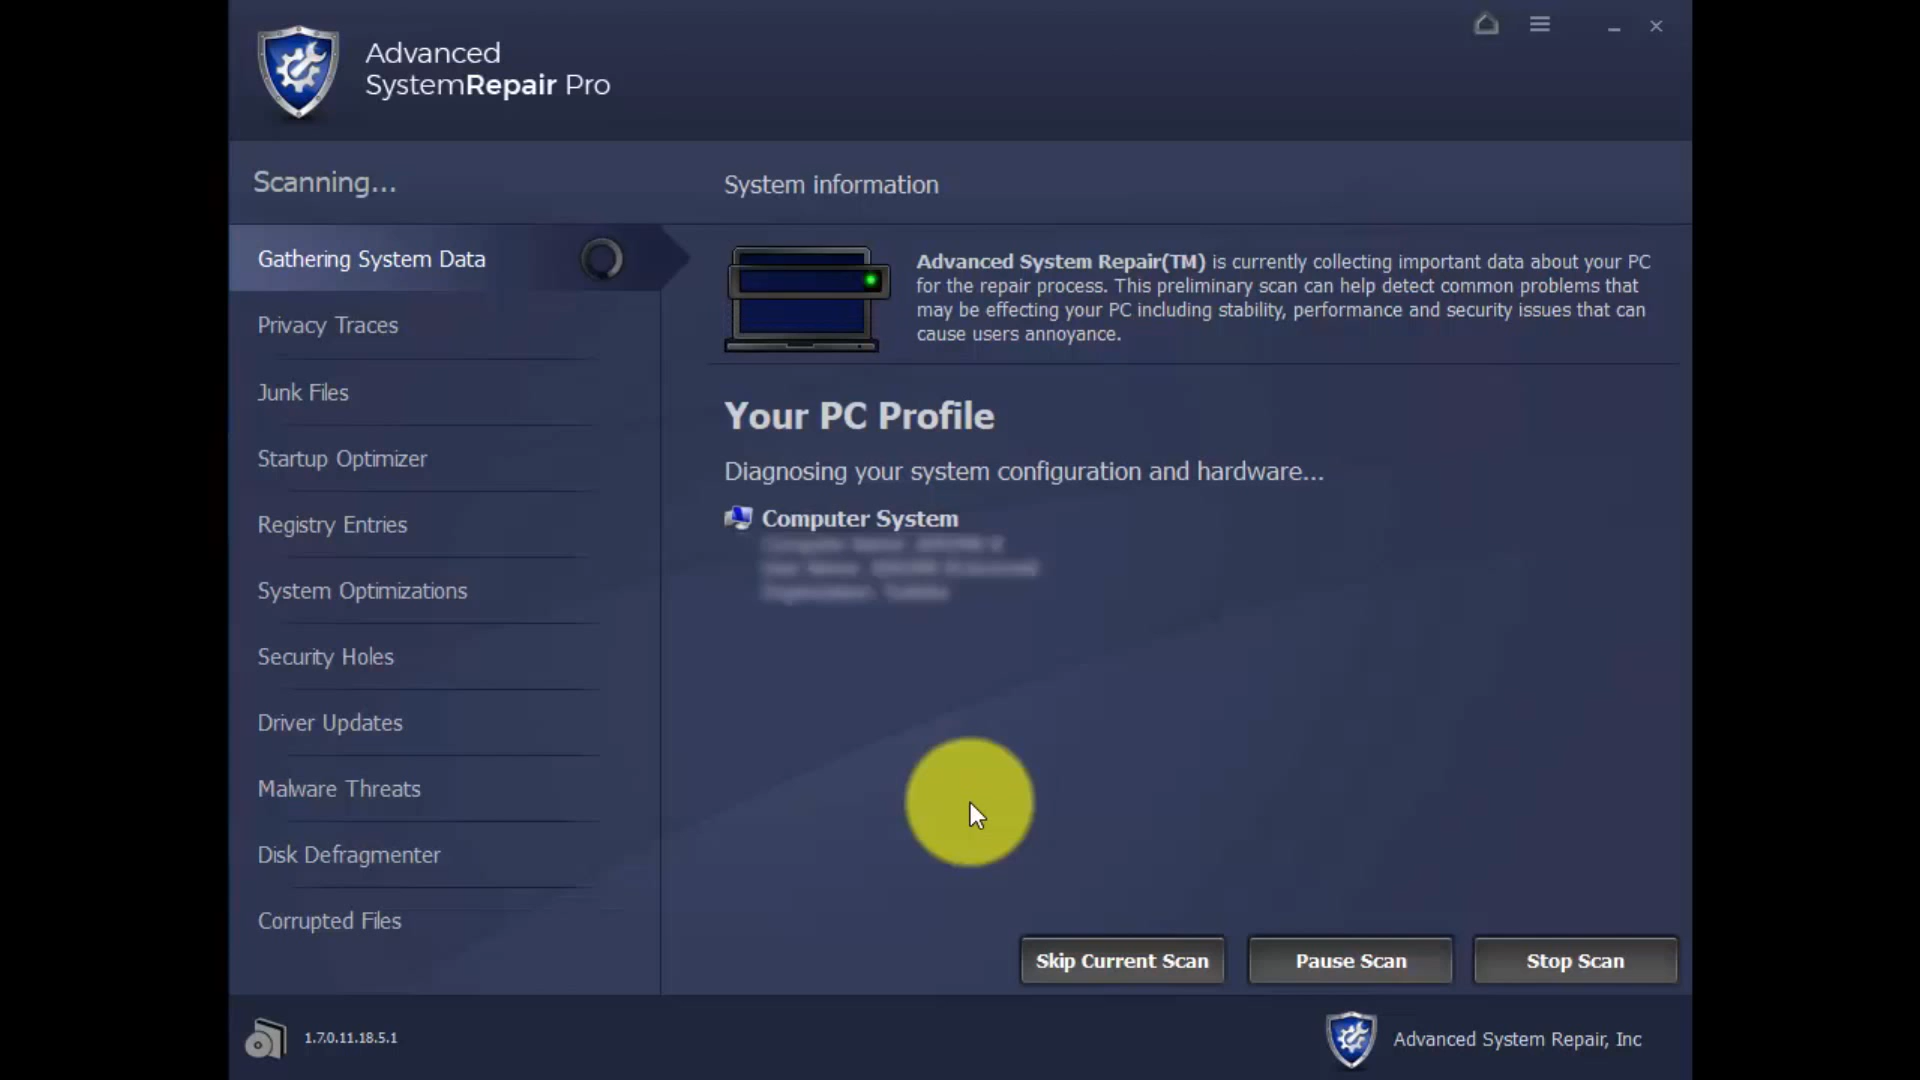 Advanced
SystemRepair Pro
Scanning...
System information
Gathering System Data
Privacy Traces
Junk Files
Startup Optimizer
Registry Entries
System Optimizations
Security Holes
Driver Updates
Malware Threats
Disk Defragmenter
Corrupted Files
Advanced System Repair(TM) is currently collecting important data about your PC
for the repair process. This preliminary scan can help detect common problems that
may be effecting your PC including stability, performance and security issues that can
cause users annoyance.
Your PC Profile
Diagnosing your system configuration and hardware...
Computer System
Skip Current Scan
Pause Scan
Stop Scan
1.7.0.11.18.5.1
Advanced System Repair, Inc